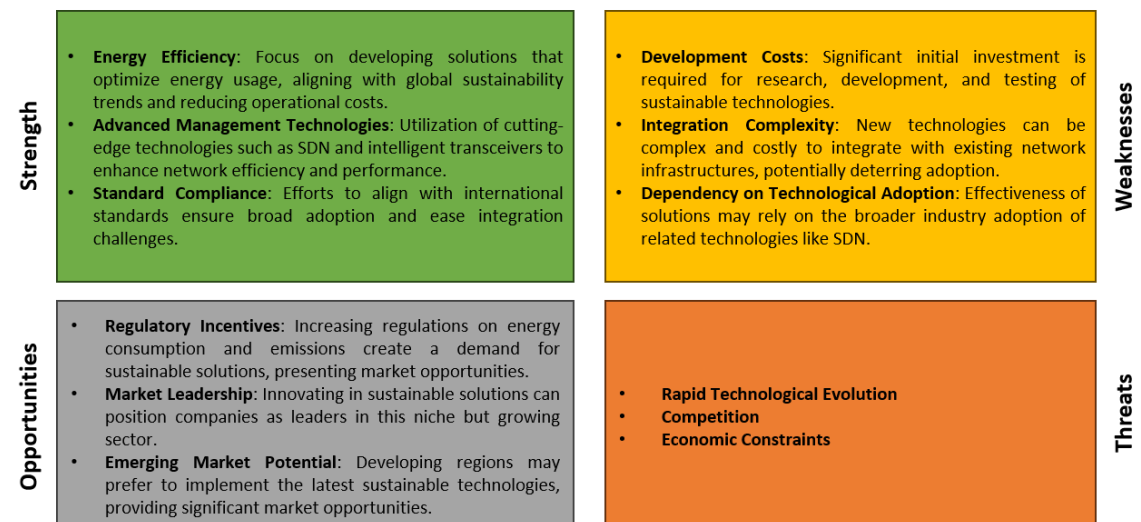 Strength
• Energy Efficiency: Focus on developing solutions that
optimize energy usage, aligning with global sustainability
trends and reducing operational costs.
• Advanced Management Technologies: Utilization of cutting-
edge technologies such as SDN and intelligent transceivers to
enhance network efficiency and performance.
• Standard Compliance: Efforts to align with international
standards ensure broad adoption and ease integration
challenges.
Weaknesses
• Development Costs: Significant initial investment is
required for research, development, and testing of
sustainable technologies.
• Integration Complexity: New technologies can be
complex and costly to integrate with existing network
infrastructures, potentially deterring adoption.
• Dependency on Technological Adoption: Effectiveness of
solutions may rely on the broader industry adoption of
related technologies like SDN.
Opportunities
• Regulatory Incentives: Increasing regulations on energy
consumption and emissions create a demand for
sustainable solutions, presenting market opportunities.
• Market Leadership: Innovating in sustainable solutions can
position companies as leaders in this niche but growing
sector.
• Emerging Market Potential: Developing regions may
prefer to implement the latest sustainable technologies,
providing significant market opportunities.
Threats
• Rapid Technological Evolution
• Competition
• Economic Constraints